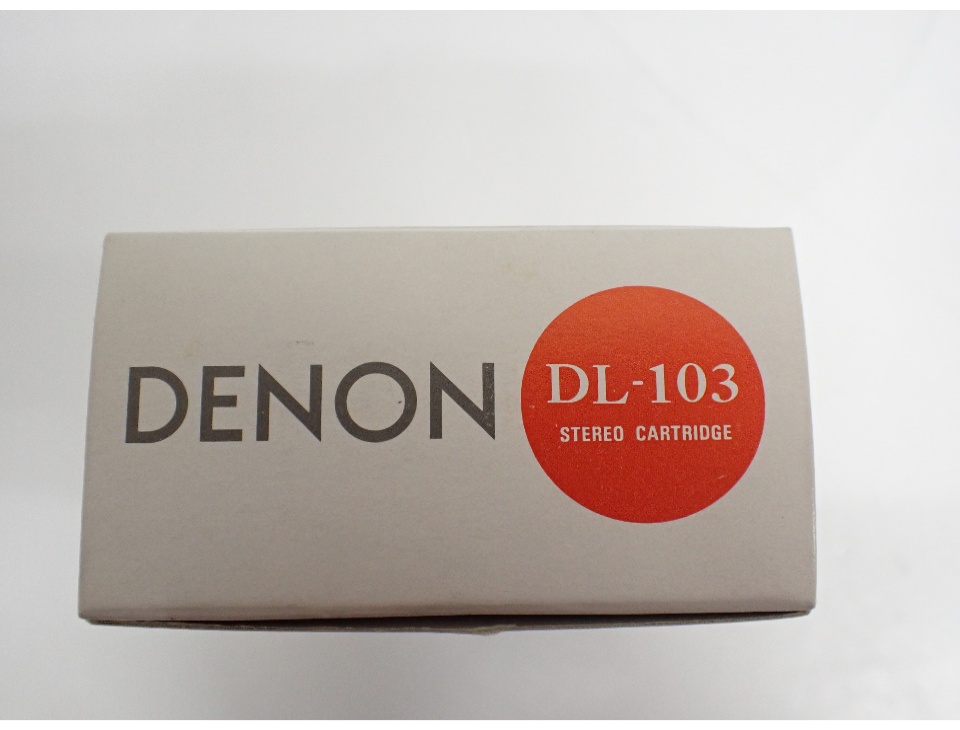 DENON
DL-103
STEREO CARTRIDGE